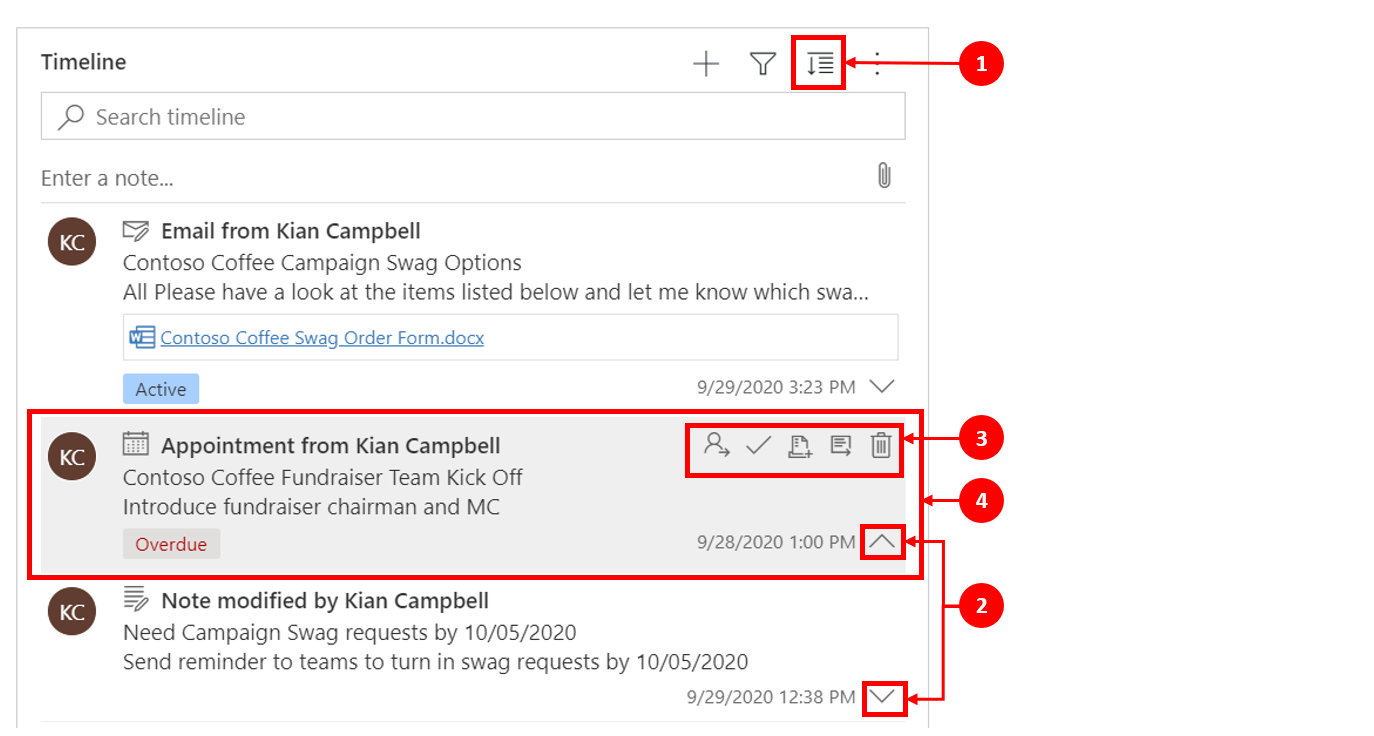 Timeline
1
Search timeline
Enter a note...
KC
Email from Kian Campbell
Contoso Coffee Campaign Swag Options
All Please have a look at the items listed below and let me know which swa...
Contoso Coffee Swag Order Form.docx
Active
9/29/2020 3:23 PM
KC
Appointment from Kian Campbell
3
Contoso Coffee Fundraiser Team Kick Off
Introduce fundraiser chairman and MC
4
Overdue
9/28/2020 1:00 PM
KC
Note modified by Kian Campbell
2
Need Campaign Swag requests by 10/05/2020
Send reminder to teams to turn in swag requests by 10/05/2020
9/29/2020 12:38 PM